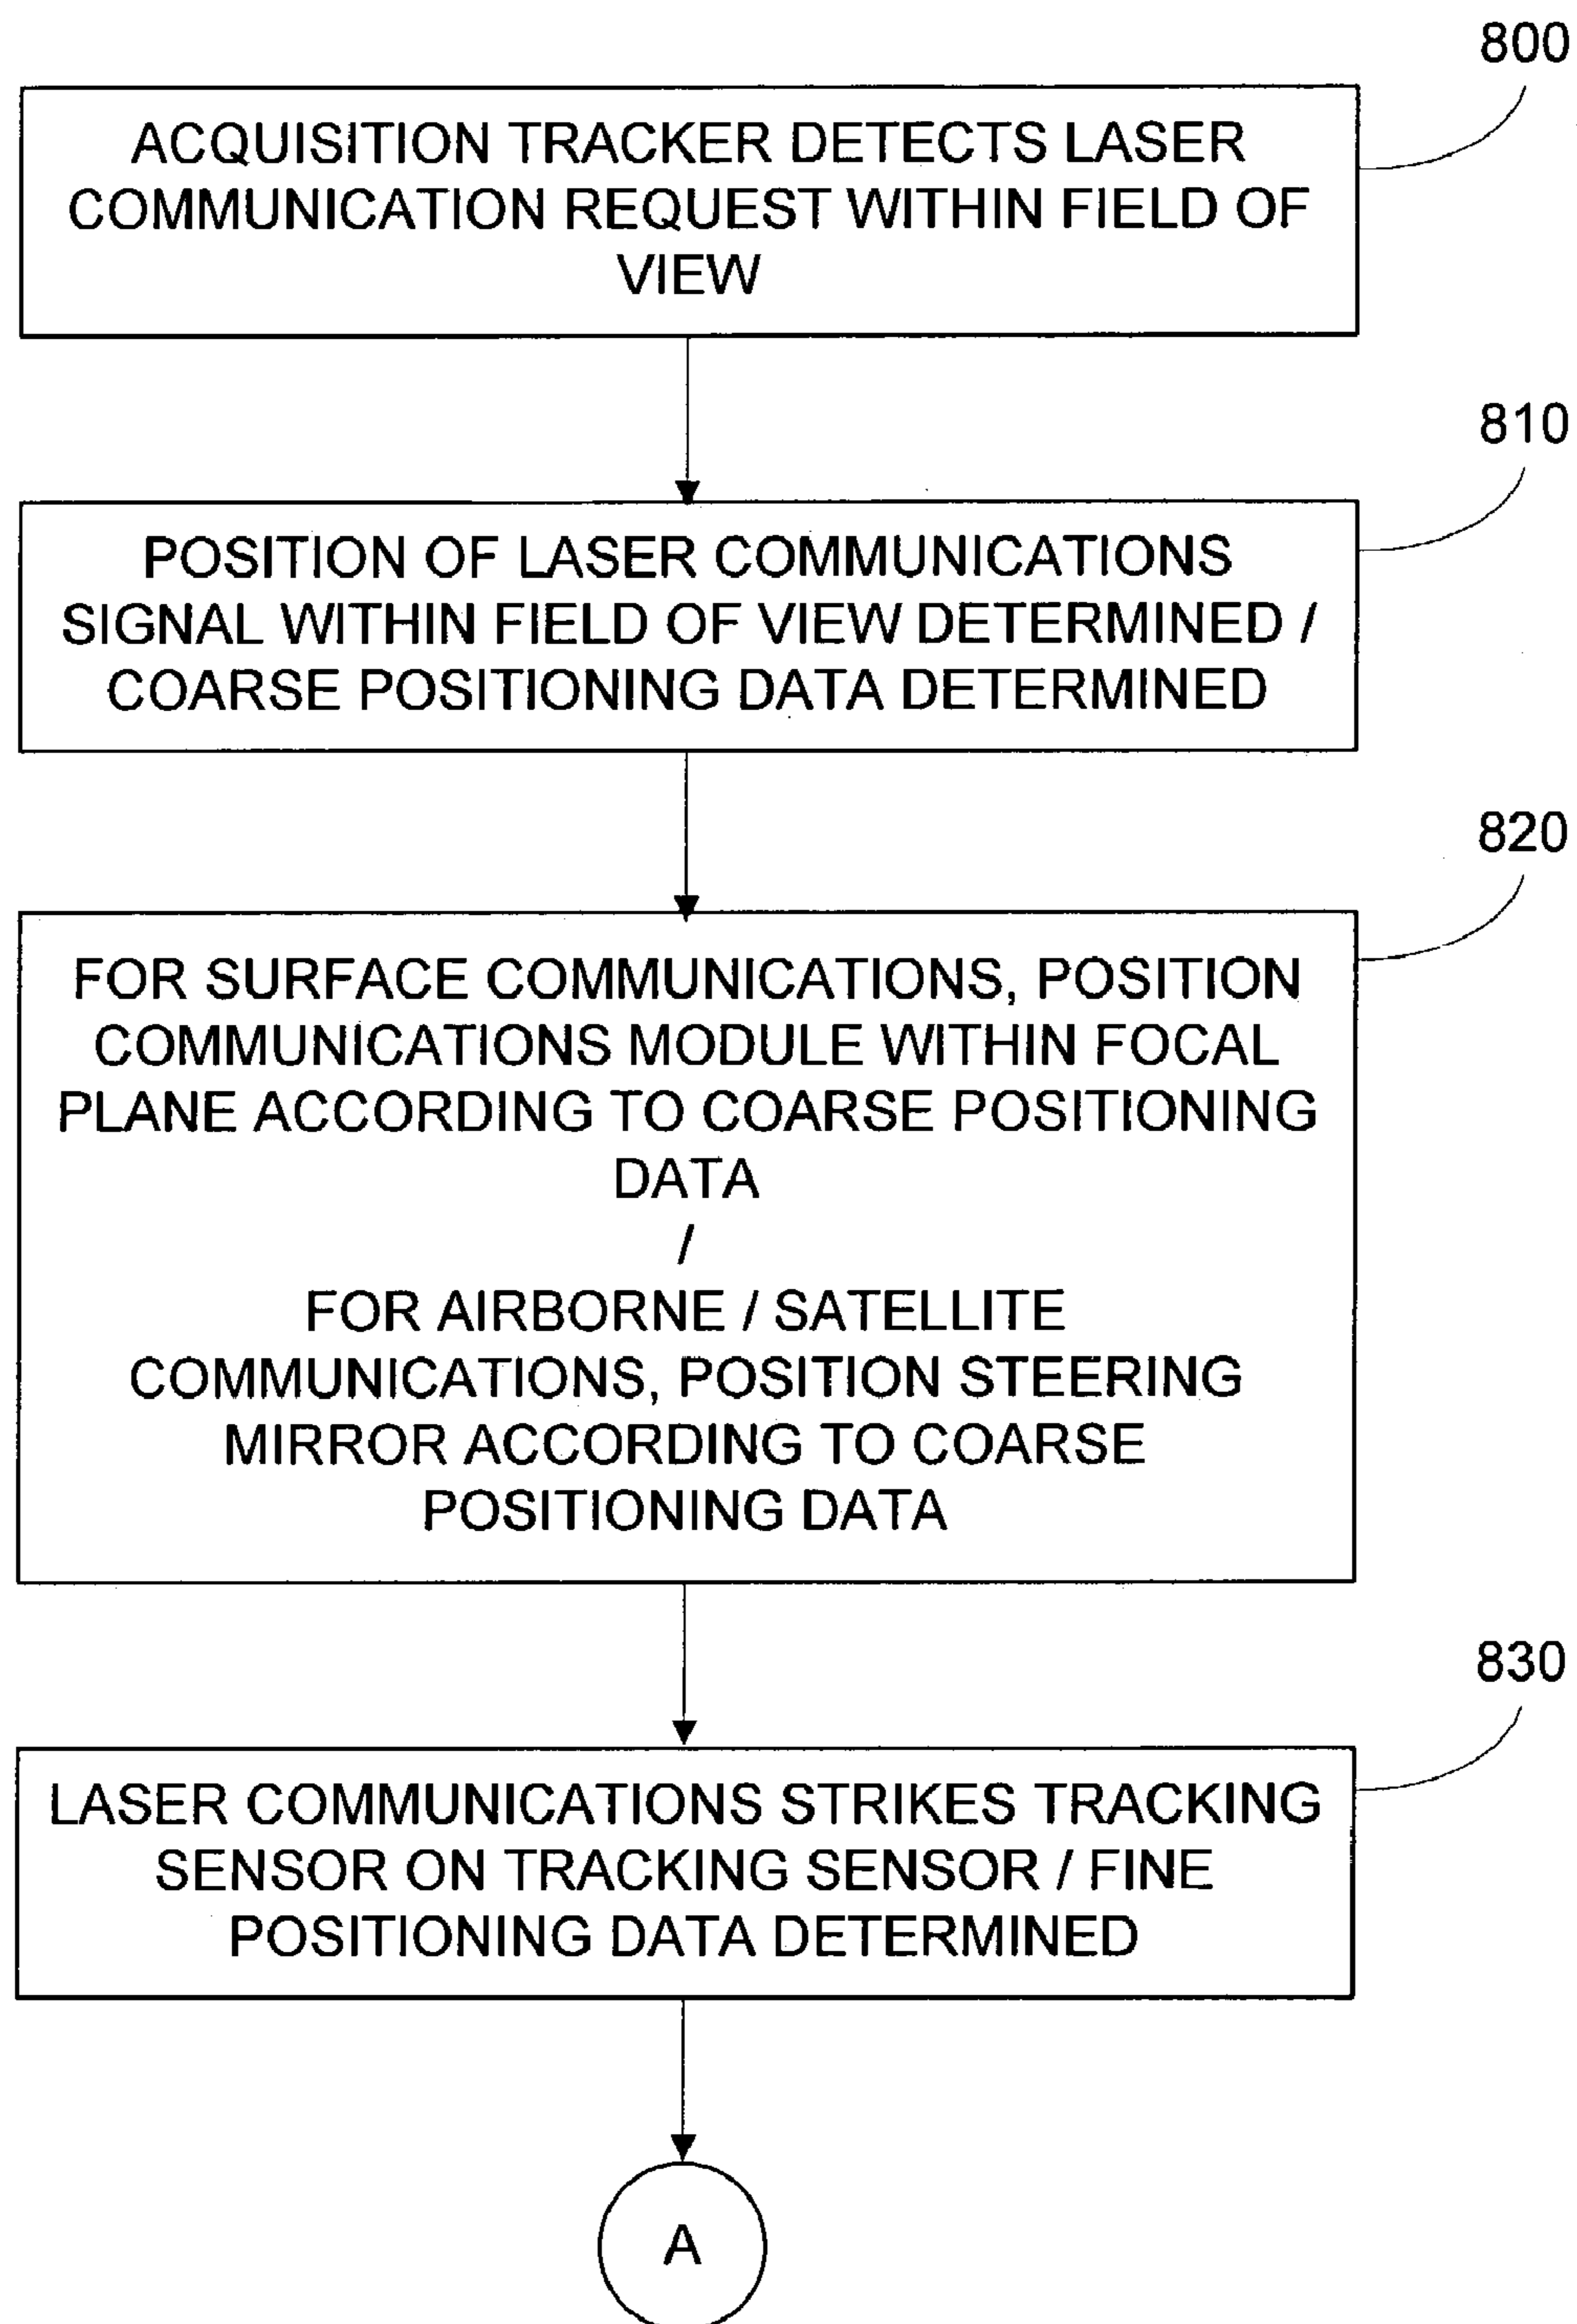 800
ACQUISITION TRACKER DETECTS LASER
COMMUNICATION REQUEST WITHIN FIELD OF
VIEW
810
POSITION OF LASER COMMUNICATIONS
SIGNAL WITHIN FIELD OF VIEW DETERMINED /
COARSE POSITIONING DATA DETERMINED
820
FOR SURFACE COMMUNICATIONS, POSITION
COMMUNICATIONS MODULE WITHIN FOCAL
PLANE ACCORDING TO COARSE POSITIONING
DATA
/
FOR AIRBORNE / SATELLITE
COMMUNICATIONS, POSITION STEERING
MIRROR ACCORDING TO COARSE
POSITIONING DATA
830
LASER COMMUNICATIONS STRIKES TRACKING
SENSOR ON TRACKING SENSOR / FINE
POSITIONING DATA DETERMINED
A